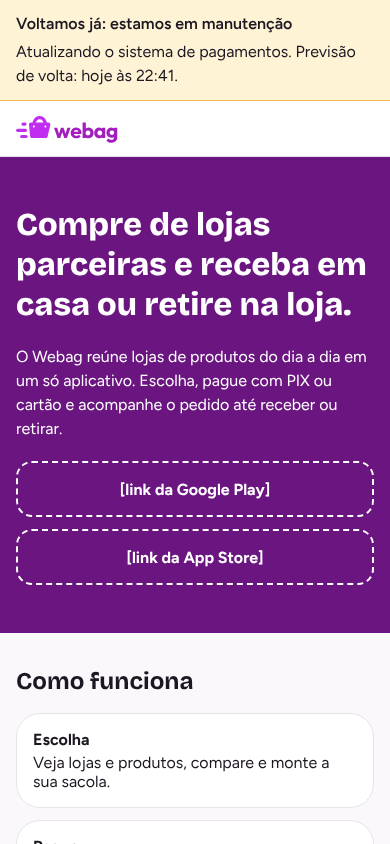 Voltamos já: estamos em manutenção
Atualizando o sistema de pagamentos. Previsão
de volta: hoje às 22:41.
webag
Compre de lojas
parceiras e receba em
casa ou retire na loja.
O Webag reúne lojas de produtos do dia a dia em
um só aplicativo. Escolha, pague com PIX ou
cartão e acompanhe o pedido até receber ou
retirar.
[link da Google Play]
[link da App Store]
Como funciona
Escolha
Veja lojas e produtos, compare e monte a
sua sacola.